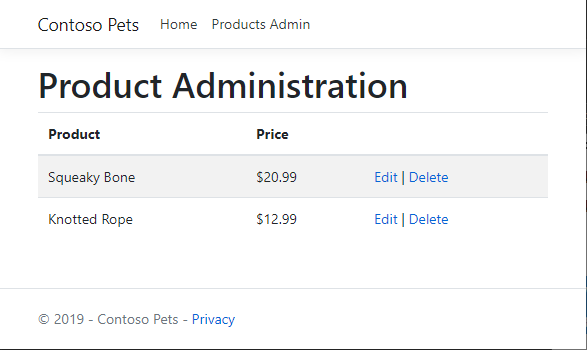 Contoso Pets Home Products Admin
Product Administration
Product Price
Squeaky Bone $20.99 Edit | Delete
Knotted Rope $12.99 Edit | Delete
© 2019 - Contoso Pets - Privacy